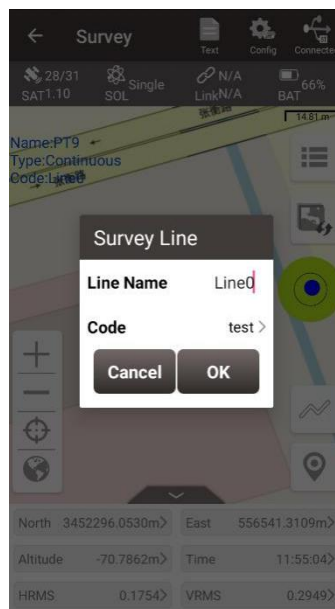 Survey
Text
Config
Connected
28/31
SAT1.10
Single
SOL
N/A
LinkN/A
66%
BAT
14.81 m
Name:PT9
Type:Continuous
Code:Line0
Survey Line
Line Name Line0
Code test >
Cancel OK
North 3452296.0530m>
East 556541.3109m>
Altitude -70.7862m>
Time 11:55:04>
HRMS 0.1754>
VRMS 0.2949>